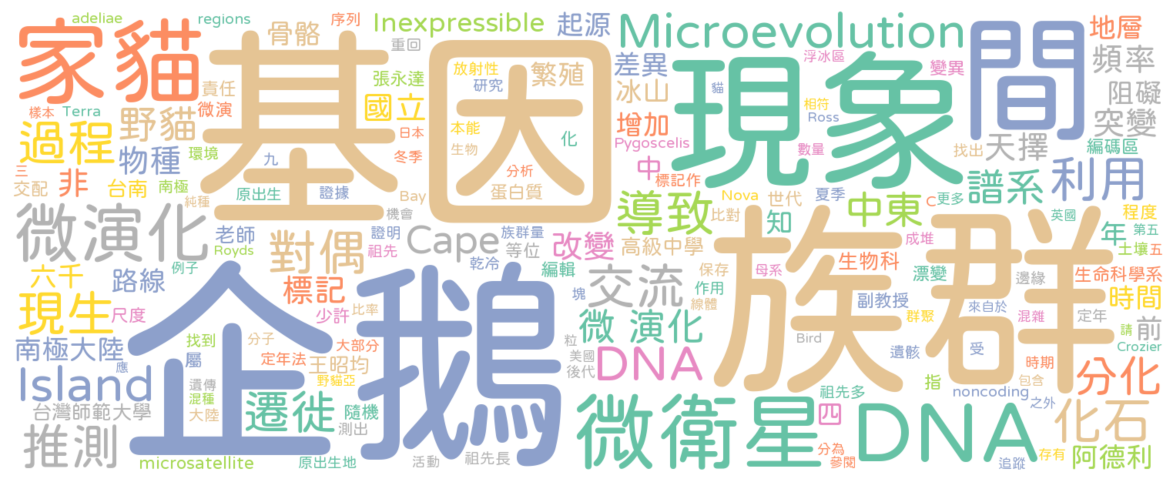 adeliae
regions
序列
Inexpressible
起源
Microevolution
間
地層
家貓
基因
骨骼
重回
差異
浮冰區
變異
頻率
張永達
放射性
繁殖
現象
貓
阻礙
樣本
Terra
微演
責任
國立
研究
冰山
相符
Ross
突變
過程
野貓
日本
本能
化
增加
Pygoscelis
數量
找出
天擇
編碼區
物種
環境
九
冬季
生物
分析
中
標記作
譜系
利用
三
非
交配
純種
台南
南極
原出生
證據
Bay
蛋白質
導致
Nova
世代
夏季
C
更多
英國
程度
微演化
機會
知
比對
中東
年
第五
老師
Royds
證明
族群量
Cape
等位
改變
高級中學
族群
成堆
土壤
五
對偶
祖先
乾冷
編輯
母系
生物科
漂變
邊緣
生命科學系
六千
例子
路線
標記
企鵝
塊
交流
保存
作用
線體
副教授
來自於
定年
時間
現生
尺度
少許
比率
微 演化
群聚
混雜
前
請
南極大陸
找到
分子
大部分
粒
Bird
遺骸
受
Crozier
屬
定年法
王昭均
美國
DNA
時期
應
Island
遺傳
野貓亞
後代
祖先多
指
包含
分化
混種
noncoding
之外
台灣師範大學
大陸
遷徙
隨機
微衛星
四
DNA
化石
推測
測出
分為
存有
阿德利
microsatellite
原出生地
活動
祖先長
參閱
追蹤